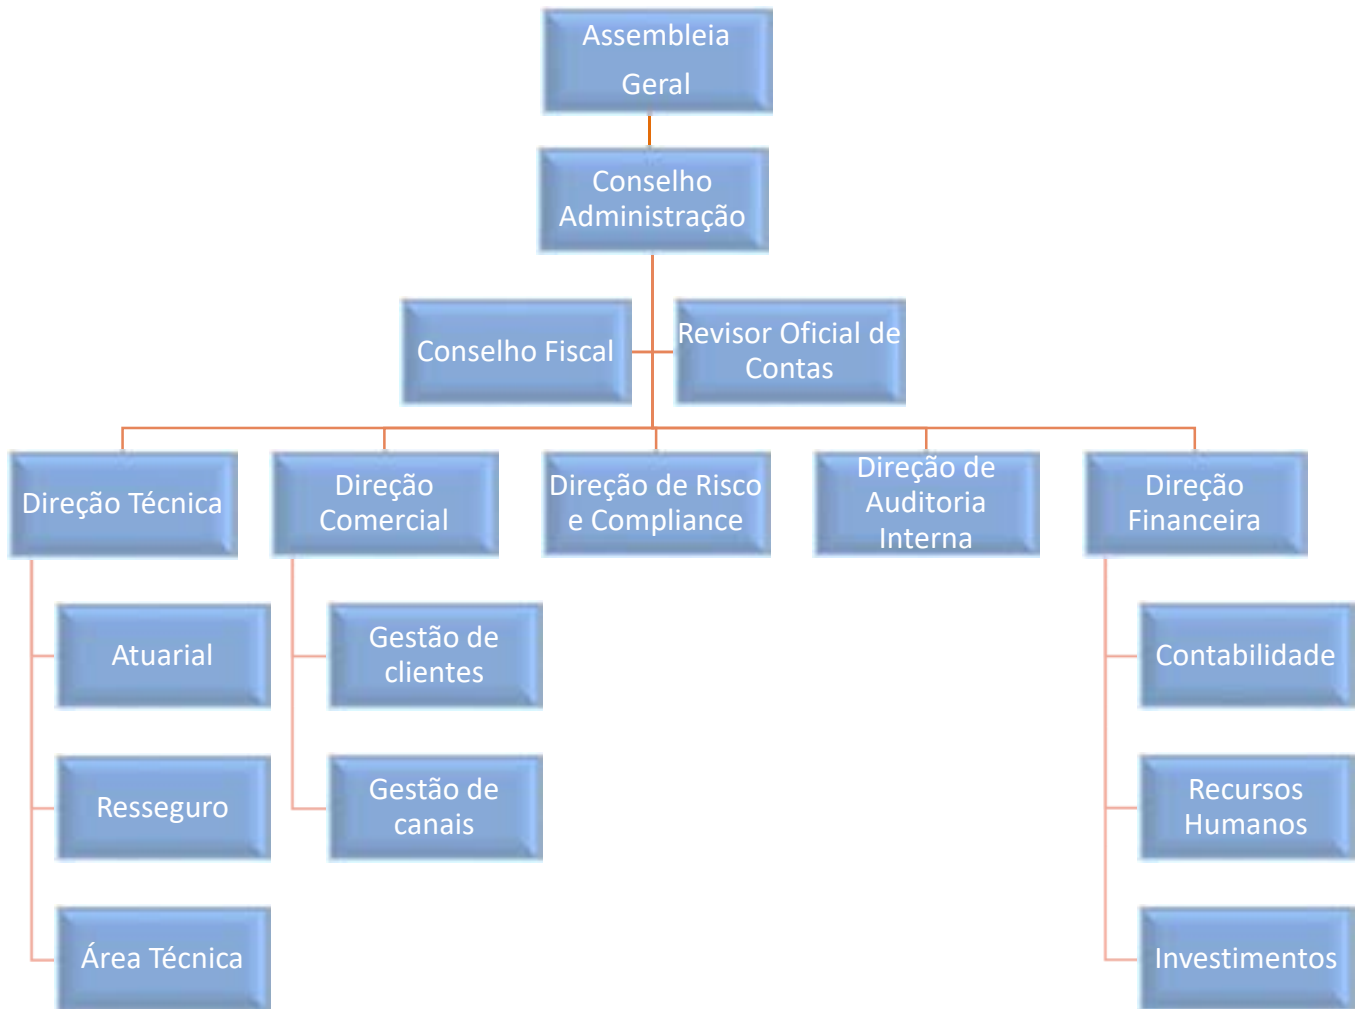 Assembleia
Geral
Conselho
Administração
Conselho Fiscal
Revisor Oficial de
Contas
Direção Técnica
Direção
Comercial
Direção de Risco
e Compliance
Direção de
Auditoria
Interna
Direção
Financeira
Atuarial
Gestão de
clientes
Contabilidade
Resseguro
Gestão de
canais
Recursos
Humanos
Área Técnica
Investimentos